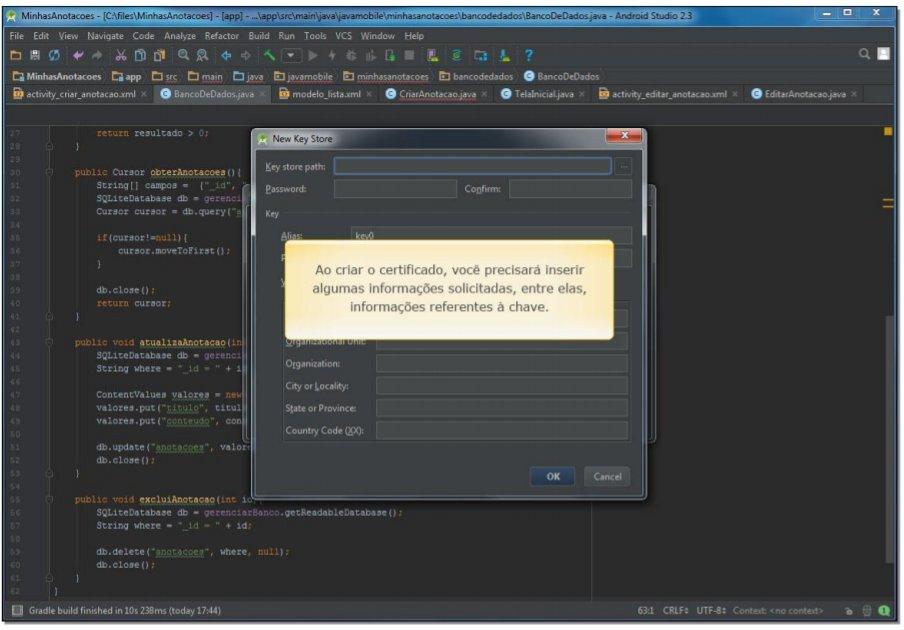 MinhasAnotacoes - [C:\files\MinhasAnotacoes] - [app] - ...\app\src\main\java\javamobile\minhasanotacoes\bancodedados\BancoDeDados.java - Android Studio 2.3
File Edit View Navigate Code Analyze Refactor Build Run Tools VCS Window Help
MinhasAnotacoes app src main java javamobile minhasanotacoes bancodedados BancoDeDados
activity_criar_anotacao.xml BancoDeDados.java modelo_lista.xml CriarAnotacao.java TelaInicial.java activity_editar_anotacao.xml EditarAnotacao.java
27 return resultado > 0;
28 }
29
30 public Cursor obterAnotacoes(){
31 String[] campos = {"_id",
32 SQLiteDatabase db = gerenci
33 Cursor cursor = db.query("
34
35 if(cursor!=null){
36 cursor.moveToFirst();
37 }
38
39 db.close();
40 return cursor;
41 }
42
43 public void atualizaAnotacao(in
44 SQLiteDatabase db = gerenci
45 String where = "_id = " + i
46
47 ContentValues valores = new
48 valores.put("titulo", titul
49 valores.put("conteudo", con
50
51 db.update("anotacoes", valor
52 db.close();
53 }
54
55 public void excluiAnotacao(int id){
56 SQLiteDatabase db = gerenciarBanco.getReadableDatabase();
57 String where = "_id = " + id;
58
59 db.delete("anotacoes", where, null);
60 db.close();
61 }
62 }
New Key Store
Key store path:
Password: Confirm:
Key
Alias: key0
Ao criar o certificado, você precisará inserir
algumas informações solicitadas, entre elas,
informações referentes à chave.
Organizational Unit:
Organization:
City or Locality:
State or Province:
Country Code (XX):
OK Cancel
Gradle build finished in 10s 238ms (today 17:44) 63:1 CRLF UTF-8 Context: <no context>